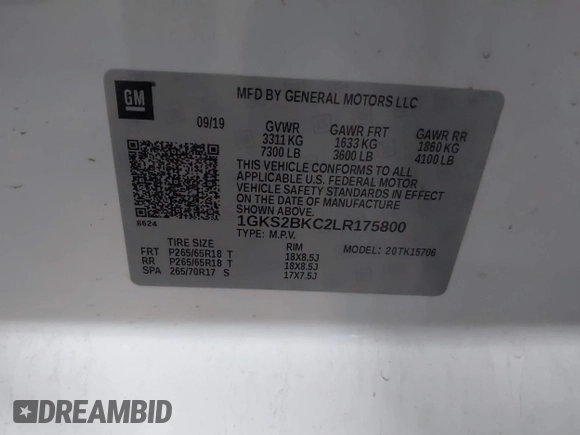 GM
MFD BY GENERAL MOTORS LLC
09/19 GVWR GAWR FRT GAWR RR
3311 KG 1633 KG 1860 KG
7300 LB 3600 LB 4100 LB
THIS VEHICLE CONFORMS TO ALL
APPLICABLE U.S. FEDERAL MOTOR
VEHICLE SAFETY STANDARDS IN EFFECT
ON THE DATE OF MANUFACTURE
SHOWN ABOVE.
8624
1GKS2BKC2LR175800
TYPE: M.P.V.
MODEL: 20TK15706
TIRE SIZE RIM
FRT P265/65R18 T 18X8.5J
RR P265/65R18 T 18X8.5J
SPA 265/70R17 S 17X7.5J
DREAMBID